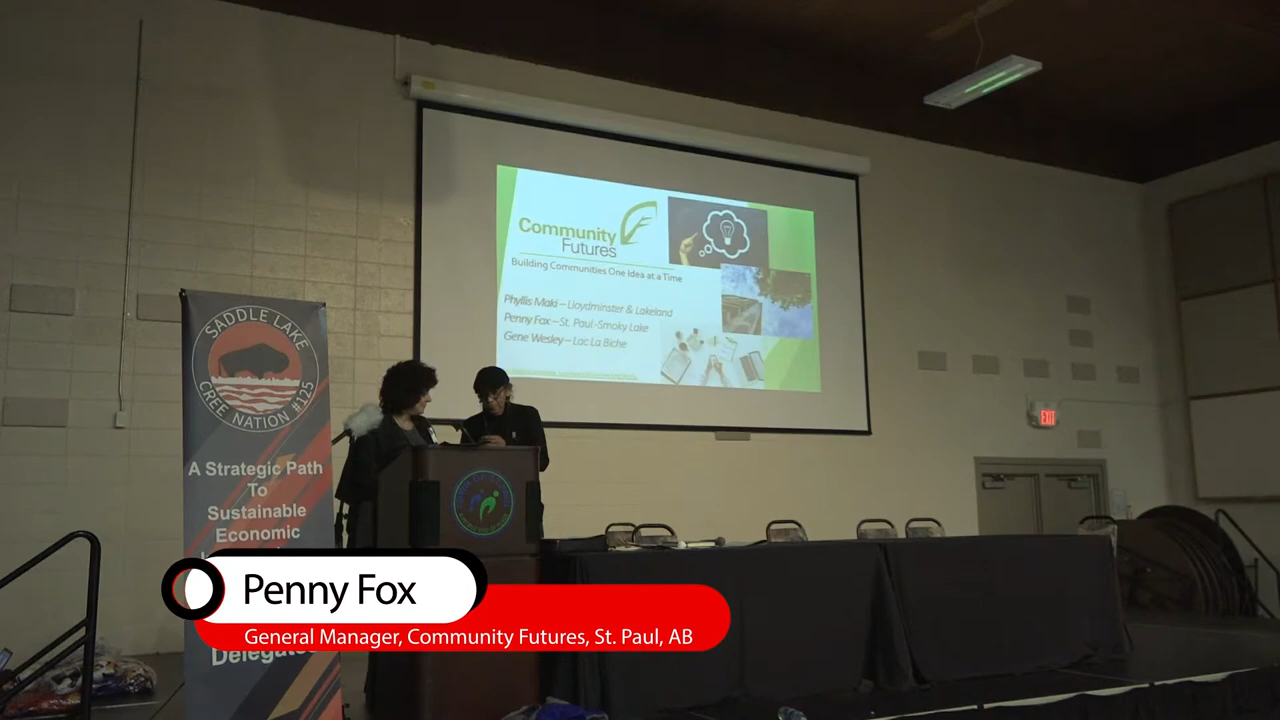 Community
Futures
Building Communities One Idea at a Time
Phyllis Maki – Lloydminster & Lakeland
Penny Fox – St. Paul -Smoky Lake
Gene Wesley – Lac La Biche
EXIT
SADDLE LAKE
CREE NATION #125
A Strategic Path
To
Sustainable
Economic
Penny Fox
General Manager, Community Futures, St. Paul, AB